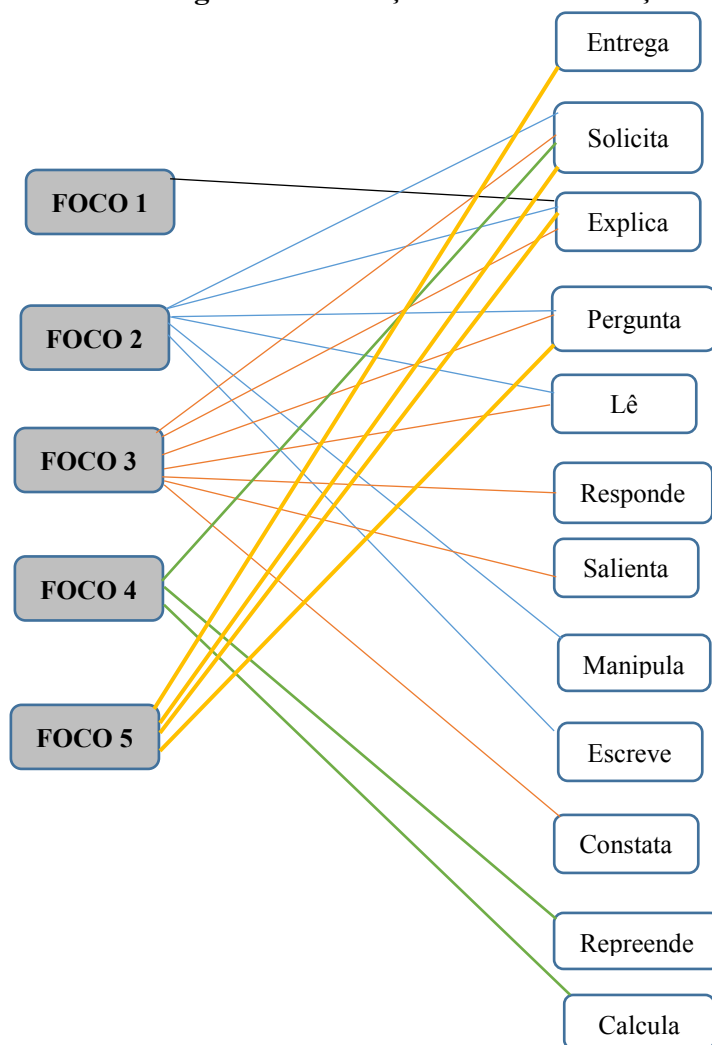 Entrega
Solicita
FOCO 1
Explica
FOCO 2
Pergunta
Lê
FOCO 3
Responde
Salienta
FOCO 4
Manipula
FOCO 5
Escreve
Constata
Repreende
Calcula